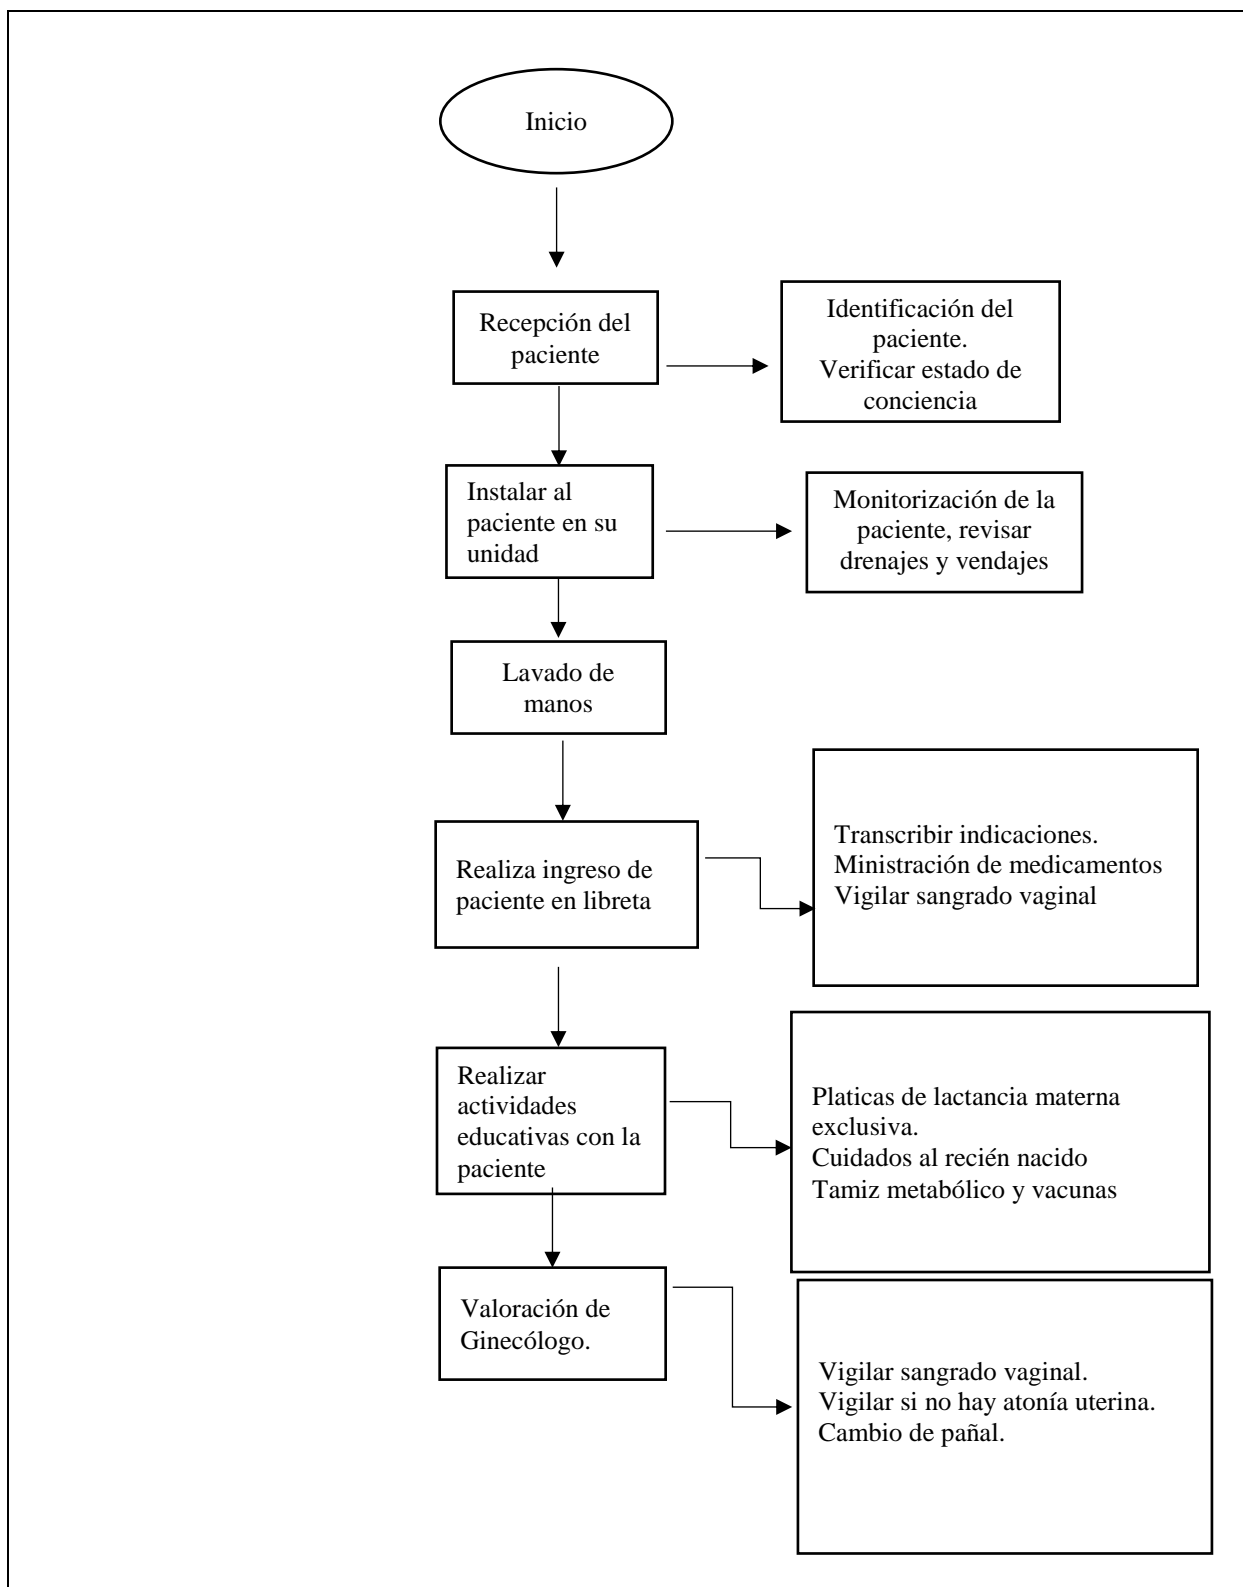 Inicio
Recepción del
paciente
Identificación del
paciente.
Verificar estado de
conciencia
Instalar al
paciente en su
unidad
Monitorización de la
paciente, revisar
drenajes y vendajes
Lavado de
manos
Realiza ingreso de
paciente en libreta
Transcribir indicaciones.
Ministración de medicamentos
Vigilar sangrado vaginal
Realizar
actividades
educativas con la
paciente
Platicas de lactancia materna
exclusiva.
Cuidados al recién nacido
Tamiz metabólico y vacunas
Valoración de
Ginecólogo.
Vigilar sangrado vaginal.
Vigilar si no hay atonía uterina.
Cambio de pañal.